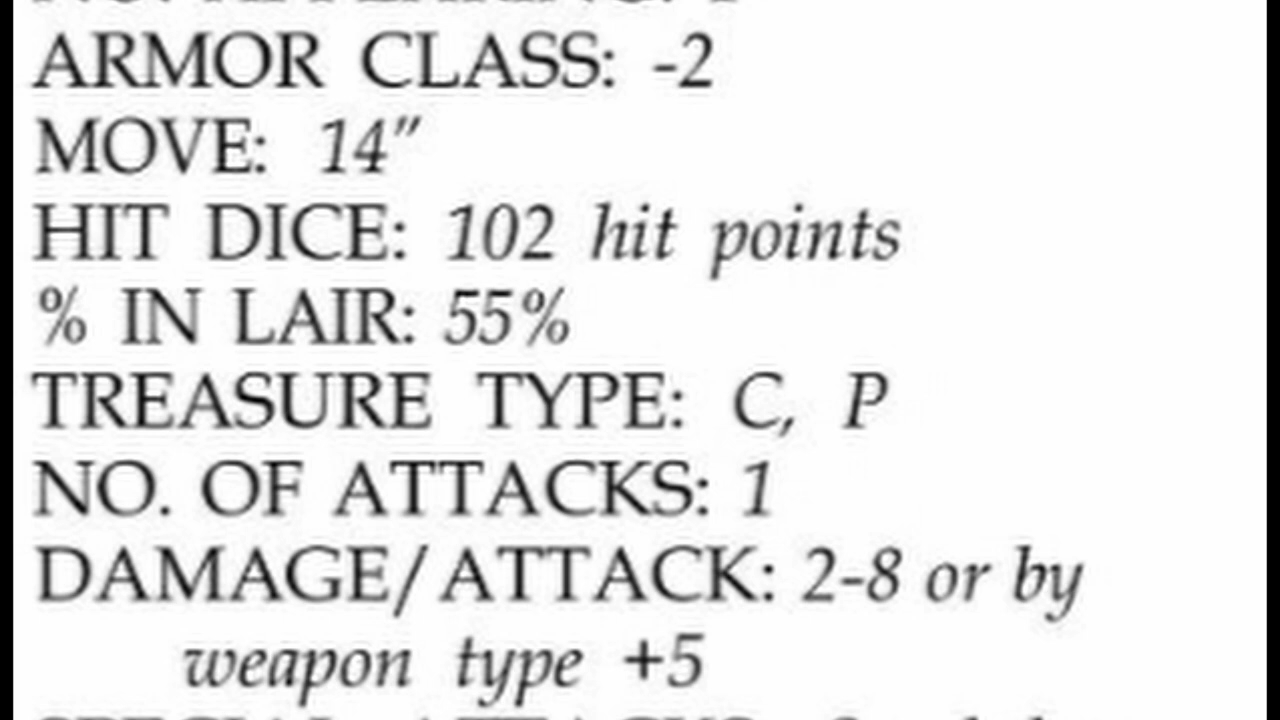 ARMOR CLASS: -2
MOVE: 14"
HIT DICE: 102 hit points
% IN LAIR: 55%
TREASURE TYPE: C, P
NO. OF ATTACKS: 1
DAMAGE/ATTACK: 2-8 or by
weapon type +5